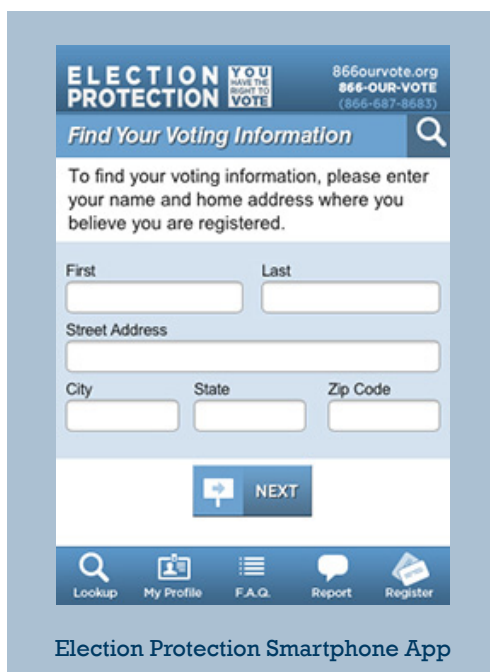 ELECTION PROTECTION
YOU HAVE THE RIGHT TO VOTE
866ourvote.org
866-OUR-VOTE
(866-687-8683)
Find Your Voting Information
To find your voting information, please enter
your name and home address where you
believe you are registered.
First Last
Street Address
City State Zip Code
NEXT
Lookup My Profile F.A.Q. Report Register
Election Protection Smartphone App